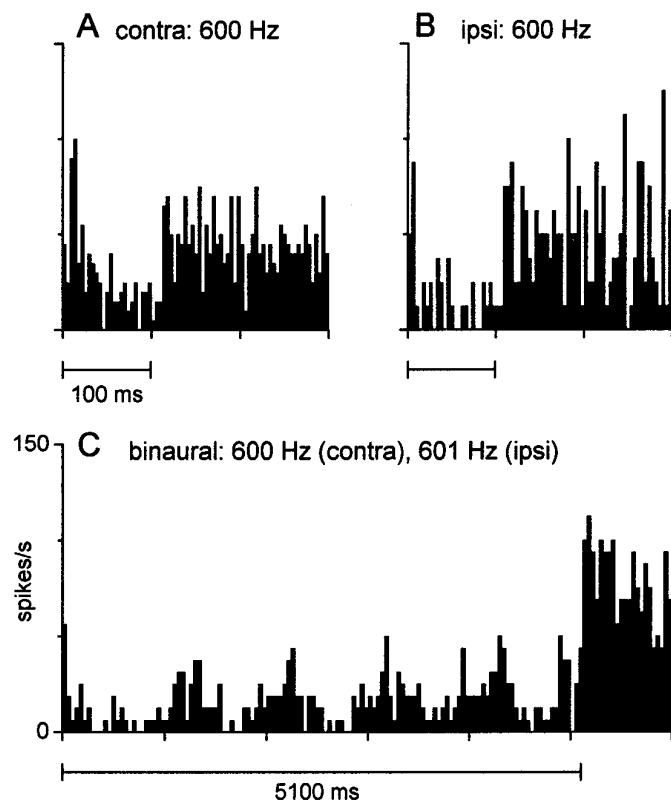 A contra: 600 Hz
B ipsi: 600 Hz
100 ms
C binaural: 600 Hz (contra), 601 Hz (ipsi)
150
spikes/s
0
5100 ms